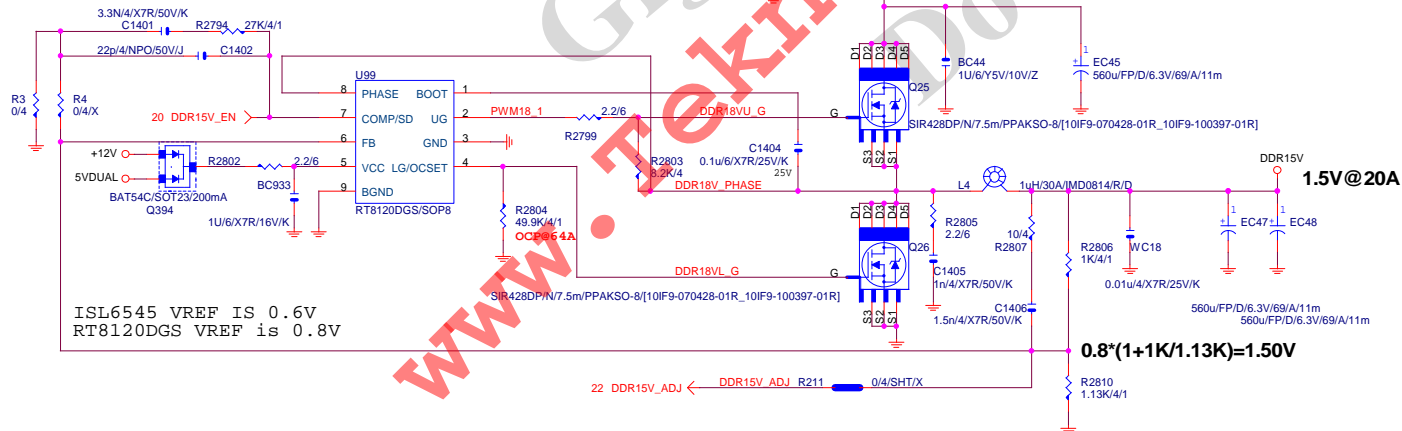 3.3N/4/X7R/50V/K
C1401
R2794
27K/4/1
22p/4/NPO/50V/J
C1402
R3
0/4
R4
0/4/X
20 DDR15V_EN
+12V
5VDUAL
BAT54C/SOT23/200mA
Q394
R2802
2.2/6
BC933
1U/6/X7R/16V/K
U99
8 PHASE BOOT 1
7 COMP/SD UG 2
6 FB GND 3
5 VCC LG/OCSET 4
9 BGND
RT8120DGS/SOP8
PWM18_1
2.2/6
R2799
DDR18VU_G
R2803
8.2K/4
DDR18V_PHASE
C1404
0.1u/6/X7R/25V/K
25V
R2804
49.9K/4/1
OCP@64A
DDR18VL_G
D1
D2
D3
D4
D5
G
Q25
S3
S2
S1
SIR428DP/N/7.5m/PPAKSO-8/[10IF9-070428-01R_10IF9-100397-01R]
BC44
1U/6/Y5V/10V/Z
1
+
EC45
560u/FP/D/6.3V/69/A/11m
D1
D2
D3
D4
D5
G
Q26
S3
S2
S1
SIR428DP/N/7.5m/PPAKSO-8/[10IF9-070428-01R_10IF9-100397-01R]
R2805
2.2/6
C1405
1n/4/X7R/50V/K
L4
1uH/30A/IMD0814/R/D
10/4
R2807
C1406
1.5n/4/X7R/50V/K
R2806
1K/4/1
WC18
0.01u/4/X7R/25V/K
DDR15V
1.5V@20A
1
+
EC47
1
+
EC48
560u/FP/D/6.3V/69/A/11m
560u/FP/D/6.3V/69/A/11m
ISL6545 VREF IS 0.6V
RT8120DGS VREF is 0.8V
0.8*(1+1K/1.13K)=1.50V
22 DDR15V_ADJ
DDR15V_ADJ
R211
0/4/SHT/X
R2810
1.13K/4/1
www.Tekni
Gi
Do